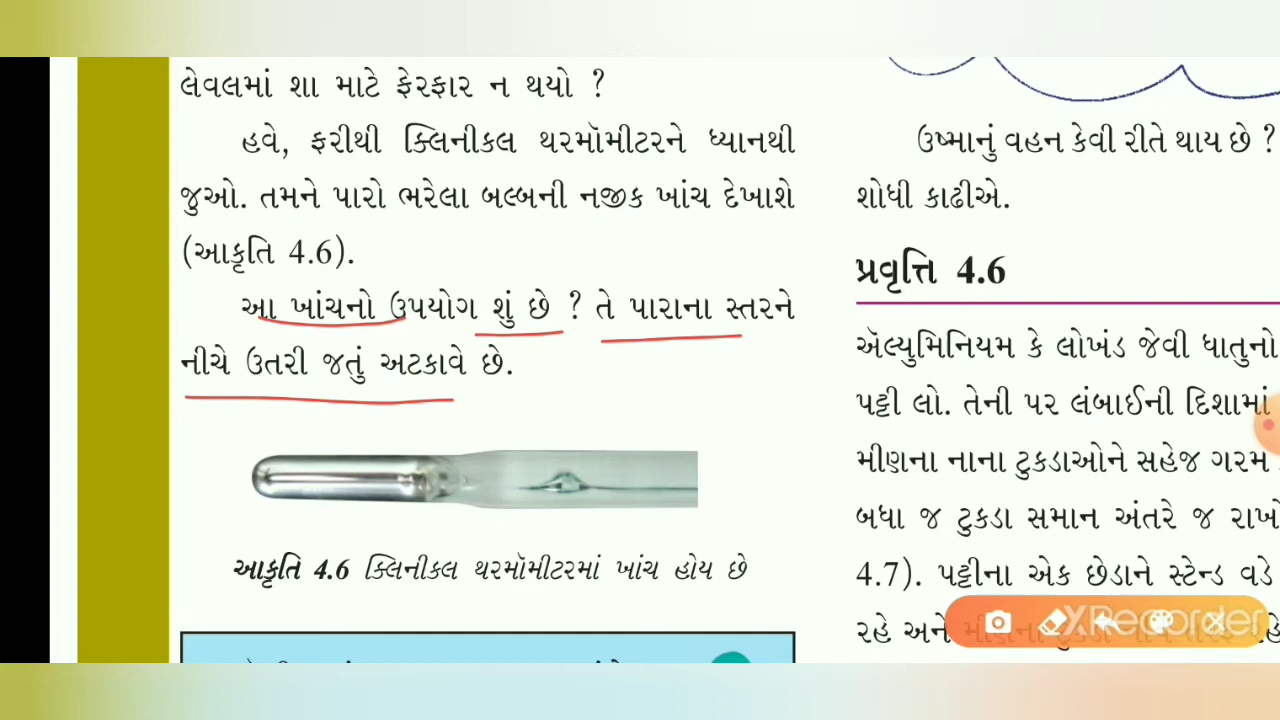 લેવલમાં શા માટે ફેરફાર ન થયો ?
હવે, ફરીથી ક્લિનીકલ થરમૉમીટરને ધ્યાનથી
જુઓ. તમને પારો ભરેલા બલ્બની નજીક ખાંચ દેખાશે
(આકૃતિ 4.6).
આ ખાંચનો ઉપયોગ શું છે ? તે પારાના સ્તરને
નીચે ઉતરી જતું અટકાવે છે.
આકૃતિ 4.6 ક્લિનીકલ થરમૉમીટરમાં ખાંચ હોય છે
ઉષ્માનું વહન કેવી રીતે થાય છે ?
શોધી કાઢીએ.
પ્રવૃત્તિ 4.6
ઍલ્યુમિનિયમ કે લોખંડ જેવી ધાતુનો
પટ્ટી લો. તેની પર લંબાઈની દિશામાં
મીણના નાના ટુકડાઓને સહેજ ગરમ
બધા જ ટુકડા સમાન અંતરે જ રાખો
4.7). પટ્ટીના એક છેડાને સ્ટેન્ડ વડે
રહે અને
XRecorder